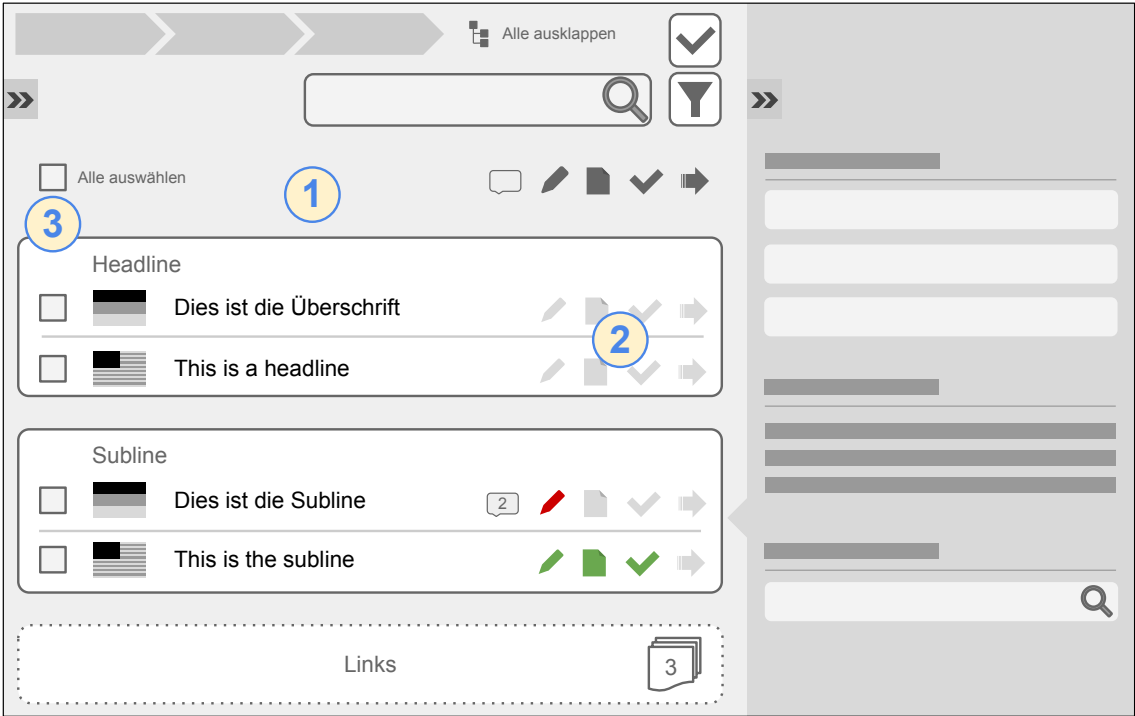 Alle ausklappen
Alle auswählen
1
3
Headline
Dies ist die Überschrift
2
This is a headline
Subline
Dies ist die Subline
2
This is the subline
Links
3